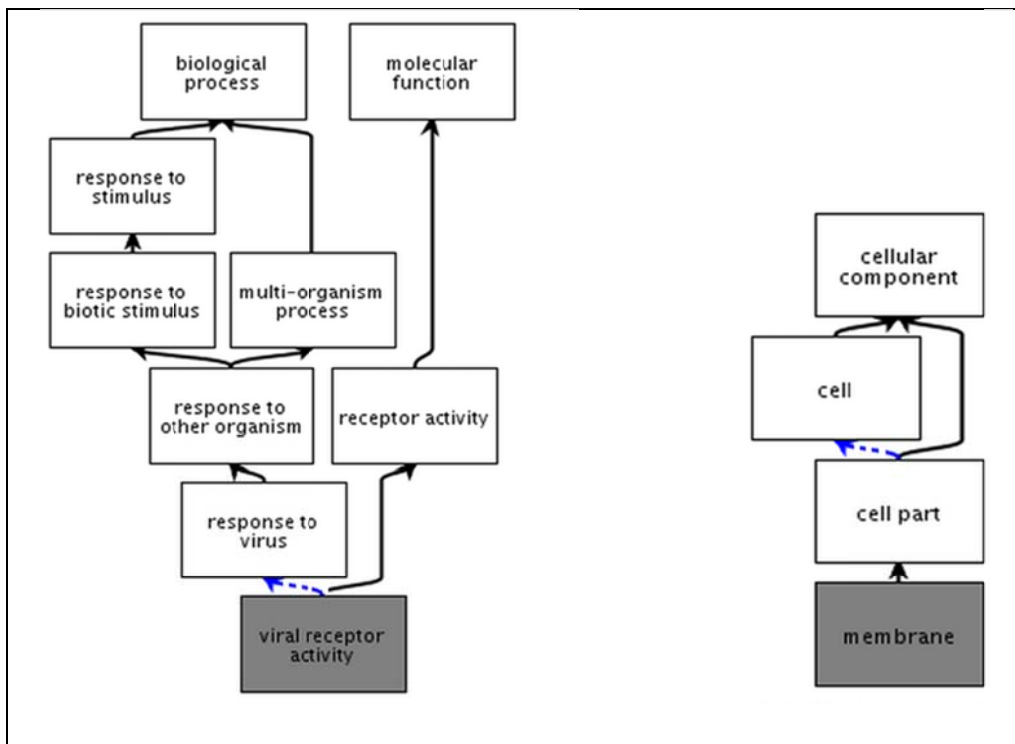 biological
process
molecular
function
response to
stimulus
response to
biotic stimulus
multi-organism
process
response to
other organism
receptor activity
response to
virus
viral receptor
activity
cellular
component
cell
cell part
membrane